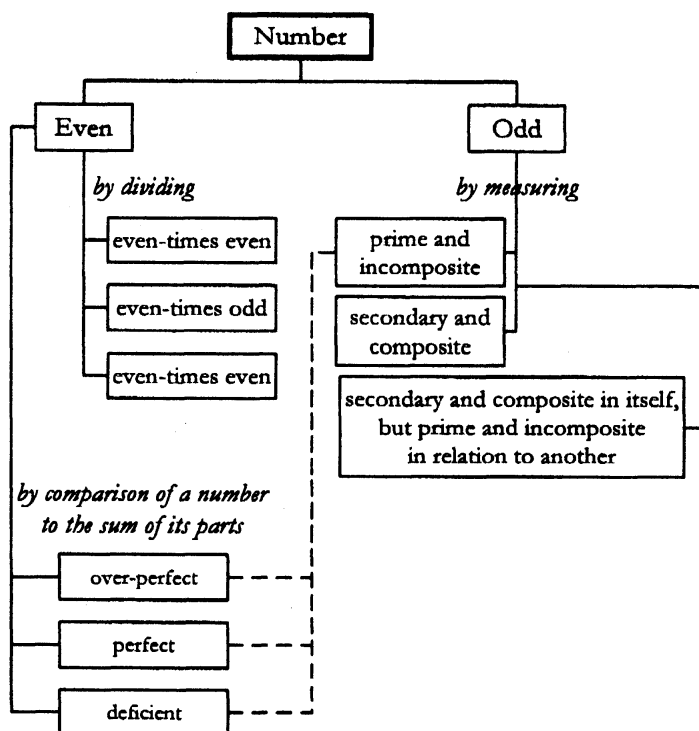 Number
Even
Odd
by dividing
by measuring
even-times even
even-times odd
even-times even
prime and
incomposite
secondary and
composite
secondary and composite in itself,
but prime and incomposite
in relation to another
by comparison of a number
to the sum of its parts
over-perfect
perfect
deficient